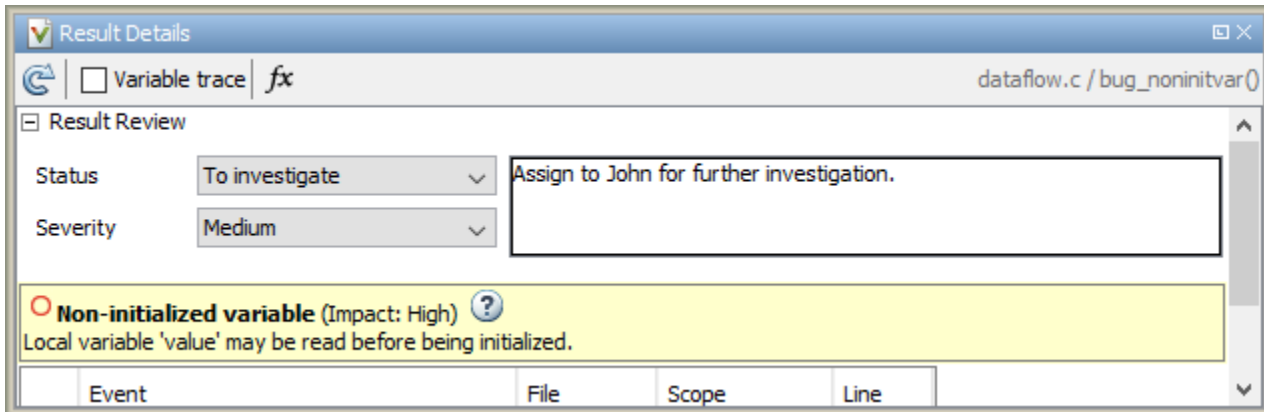 Result Details
Variable trace fx dataflow.c / bug_noninitvar()
Result Review
Status To investigate Assign to John for further investigation.
Severity Medium
Non-initialized variable (Impact: High) ?
Local variable 'value' may be read before being initialized.
Event File Scope Line